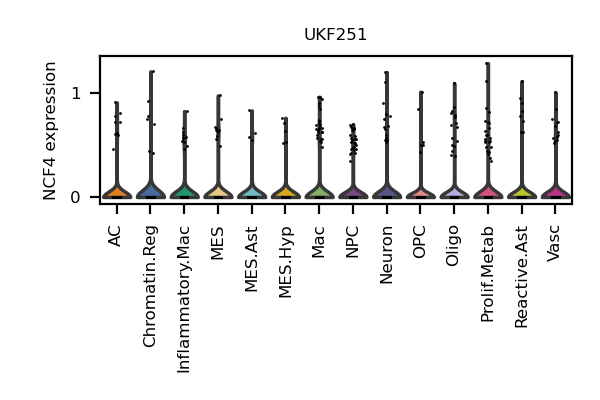 UKF251
NCF4 expression
1
0
AC
Chromatin.Reg
Inflammatory.Mac
MES
MES.Ast
MES.Hyp
Mac
NPC
Neuron
OPC
Oligo
Prolif.Metab
Reactive.Ast
Vasc